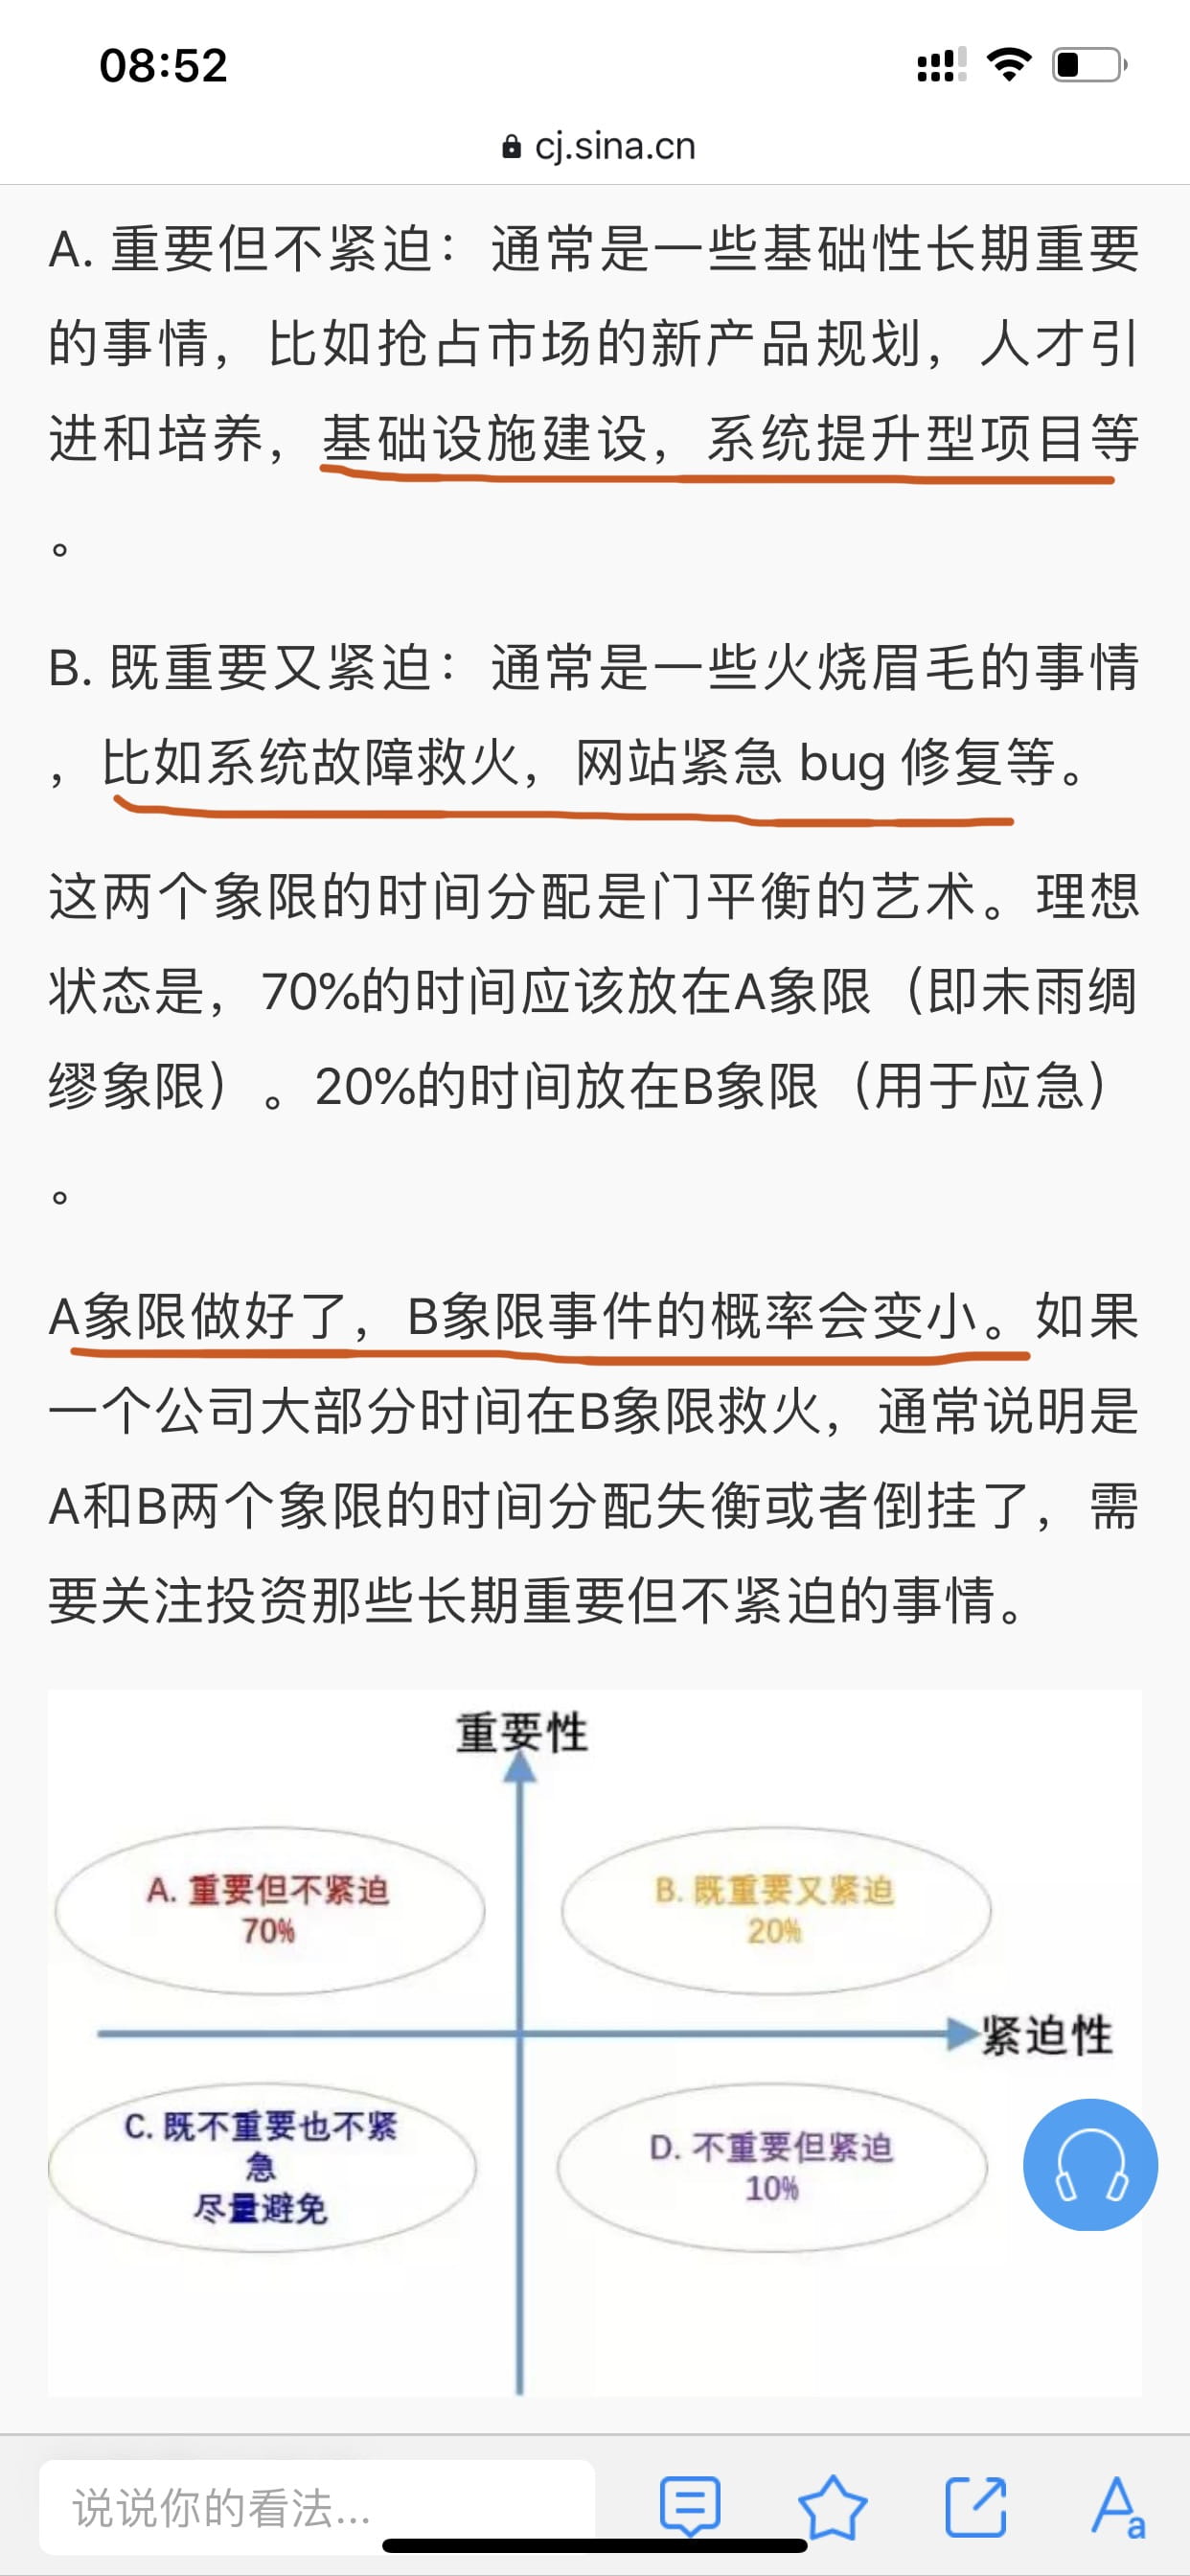 08:52
cj.sina.cn
A. 重要但不紧迫：通常是一些基础性长期重要
的事情，比如抢占市场的新产品规划，人才引
进和培养，基础设施建设，系统提升型项目等
。
B. 既重要又紧迫：通常是一些火烧眉毛的事情
，比如系统故障救火，网站紧急 bug 修复等。
这两个象限的时间分配是门平衡的艺术。理想
状态是，70%的时间应该放在A象限（即未雨绸
缪象限）。20%的时间放在B象限（用于应急）
。
A象限做好了，B象限事件的概率会变小。如果
一个公司大部分时间在B象限救火，通常说明是
A和B两个象限的时间分配失衡或者倒挂了，需
要关注投资那些长期重要但不紧迫的事情。
重要性
A. 重要但不紧迫
70%
B. 既重要又紧迫
20%
紧迫性
C. 既不重要也不紧
急
尽量避免
D. 不重要但紧迫
10%
说说你的看法...
Aa